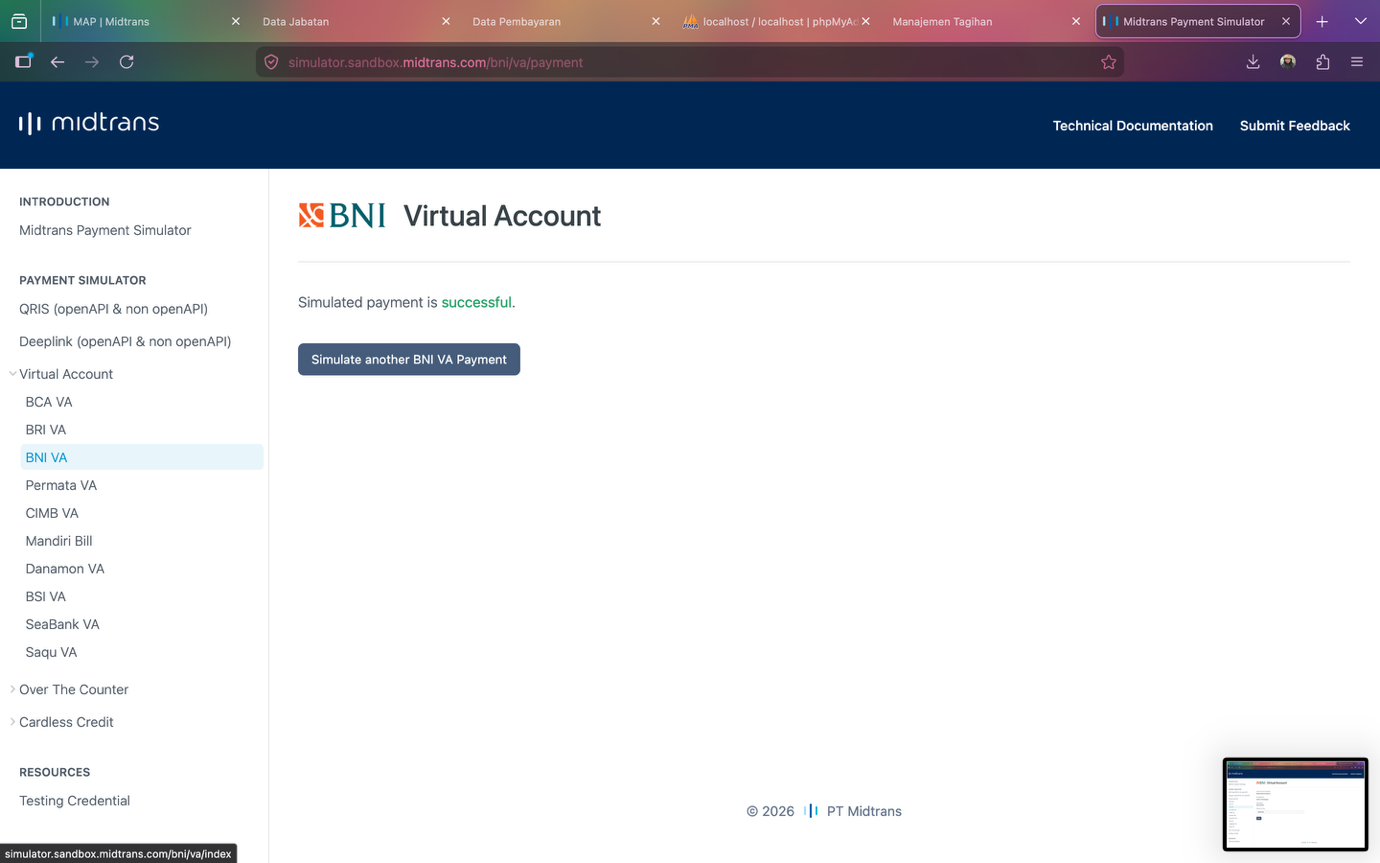 MAP | Midtrans
Data Jabatan
Data Pembayaran
PMA
localhost / localhost | phpMyAd
Manajemen Tagihan
Midtrans Payment Simulator
simulator.sandbox.midtrans.com/bni/va/payment
midtrans
Technical Documentation
Submit Feedback
INTRODUCTION
Midtrans Payment Simulator
PAYMENT SIMULATOR
QRIS (openAPI & non openAPI)
Deeplink (openAPI & non openAPI)
Virtual Account
BCA VA
BRI VA
BNI VA
Permata VA
CIMB VA
Mandiri Bill
Danamon VA
BSI VA
SeaBank VA
Saqu VA
Over The Counter
Cardless Credit
RESOURCES
Testing Credential
BNI Virtual Account
Simulated payment is successful.
Simulate another BNI VA Payment
© 2026 PT Midtrans
simulator.sandbox.midtrans.com/bni/va/index